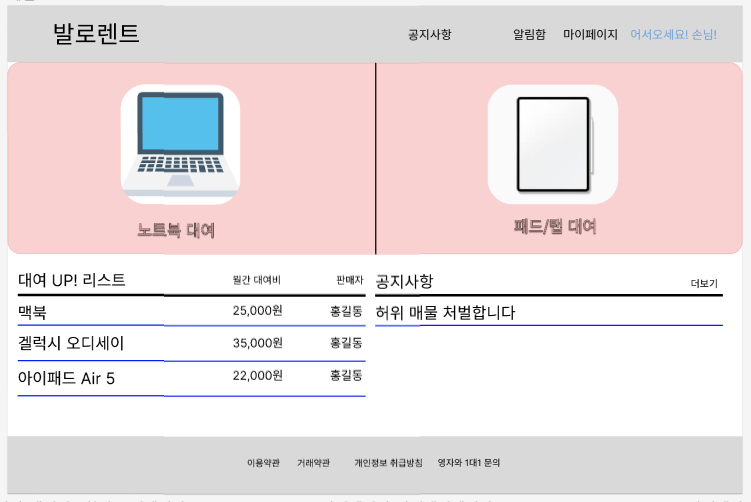 발로렌트
공지사항 알림함 마이페이지 어서오세요! 손님!
노트북 대여
패드/탭 대여
대여 UP! 리스트 월간 대여비 판매자
맥북 25,000원 홍길동
겔럭시 오디세이 35,000원 홍길동
아이패드 Air 5 22,000원 홍길동
공지사항 더보기
허위 매물 처벌합니다
이용약관 거래약관 개인정보 취급방침 영자와 1대1 문의